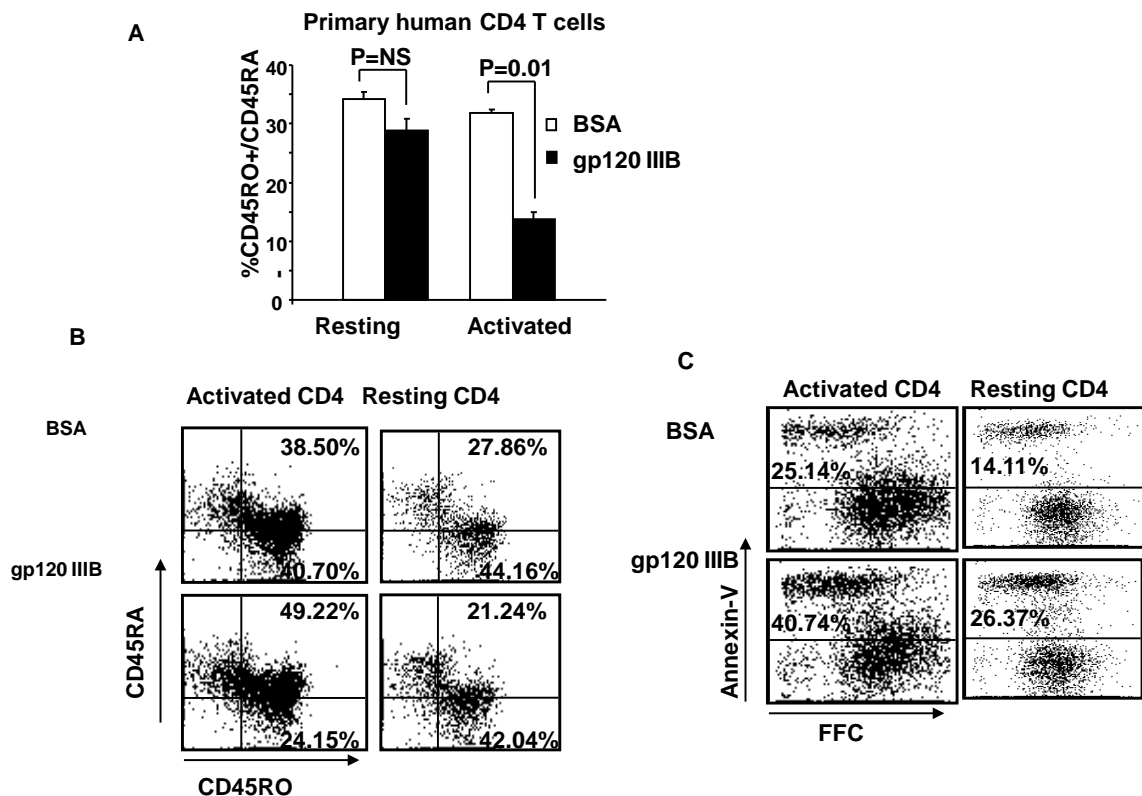 A
Primary human CD4 T cells
P=NS
P=0.01
40
30
20
10
-
0
%CD45RO+/CD45RA
BSA
gp120 IIIB
Resting
Activated
B
Activated CD4
Resting CD4
BSA
38.50%
27.86%
40.70%
44.16%
gp120 IIIB
49.22%
21.24%
24.15%
42.04%
CD45RA
CD45RO
C
Activated CD4
Resting CD4
BSA
25.14%
14.11%
gp120 IIIB
40.74%
26.37%
Annexin-V
FFC